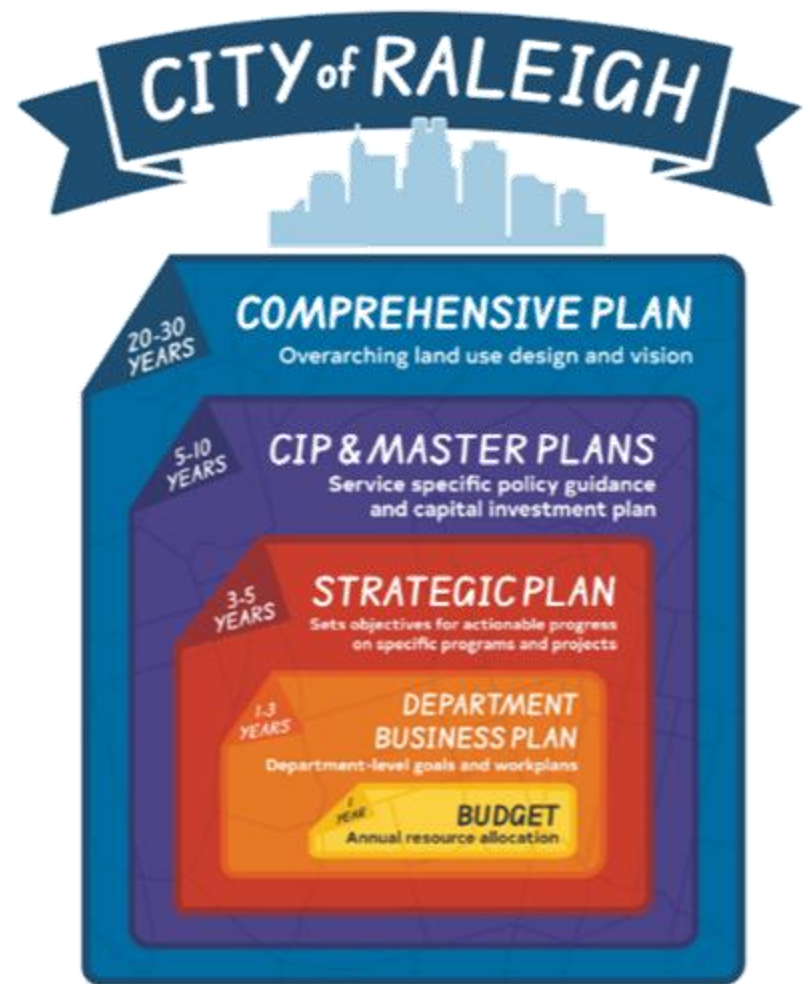 CITY of RALEIGH
20-30
YEARS
COMPREHENSIVE PLAN
Overarching land use design and vision
5-10
YEARS
CIP & MASTER PLANS
Service specific policy guidance
and capital investment plan
3-5
YEARS
STRATEGIC PLAN
Sets objectives for actionable progress
on specific programs and projects
1-3
YEARS
DEPARTMENT
BUSINESS PLAN
Department-level goals and workplans
1
YEAR
BUDGET
Annual resource allocation